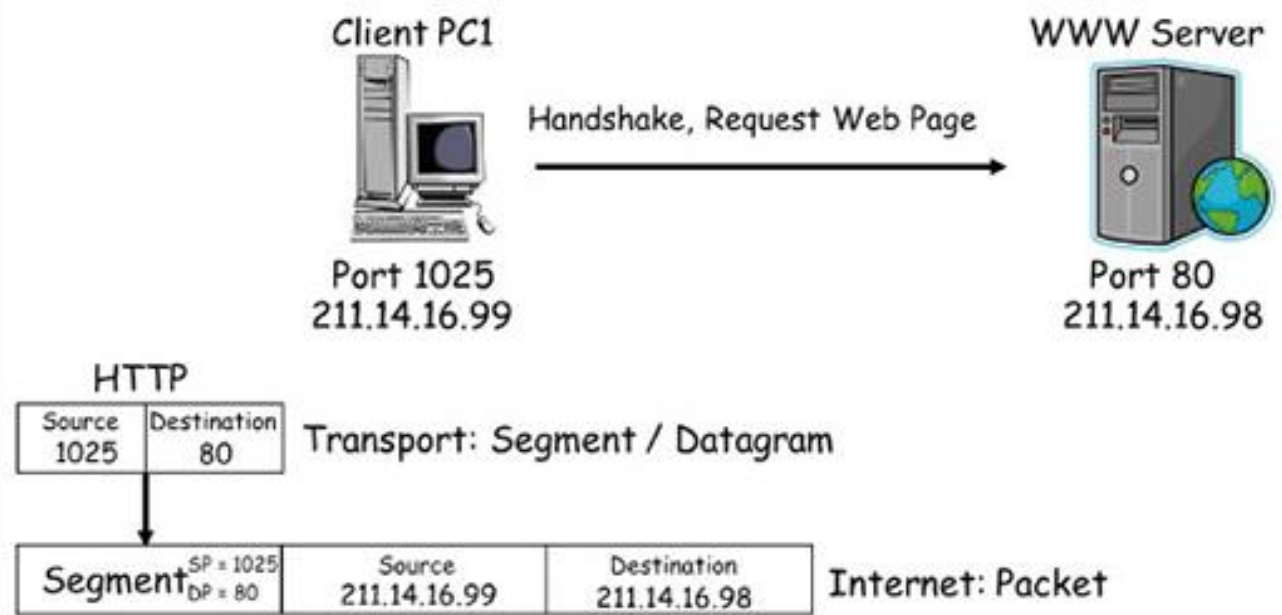 Client PC1
WWW Server
Handshake, Request Web Page
Port 1025
211.14.16.99
Port 80
211.14.16.98
HTTP
Source
1025
Destination
80
Transport: Segment / Datagram
Segment
SP = 1025
DP = 80
Source
211.14.16.99
Destination
211.14.16.98
Internet: Packet